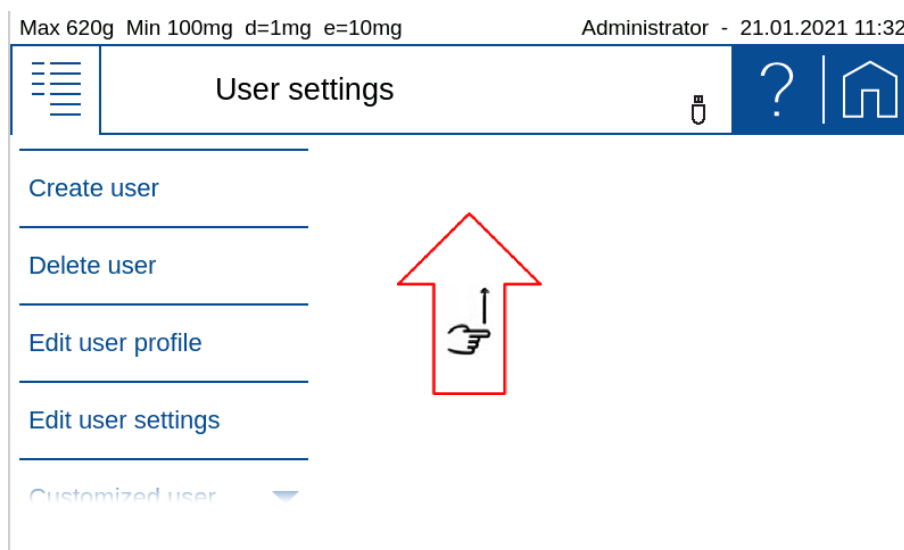 Max 620g Min 100mg d=1mg e=10mg Administrator - 21.01.2021 11:32
User settings ?
Create user
Delete user
Edit user profile
Edit user settings
Customized user